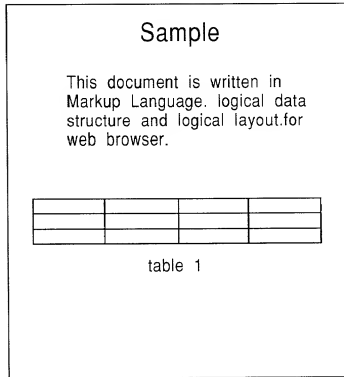 Sample
This document is written in
Markup Language. logical data
structure and logical layout.for
web browser.
table 1